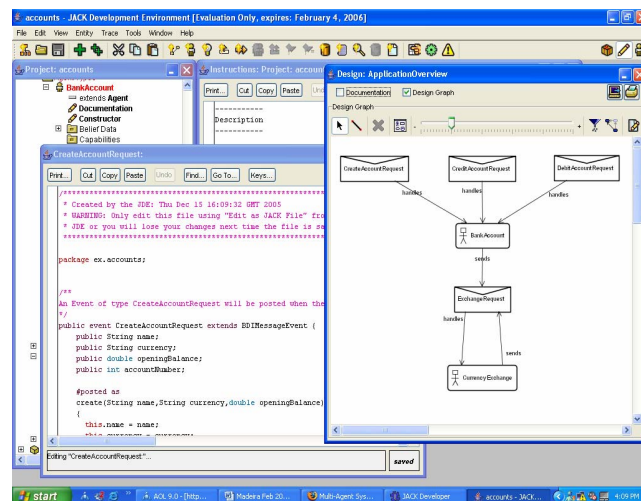 accounts - JACK Development Environment [Evaluation Only, expires: February 4, 2006]
File Edit View Entity Trace Tools Window Help
Project: accounts
BankAccount
extends Agent
Documentation
Constructor
Belief Data
Capabilities
Instructions: Project: accoun
Print... Cut Copy Paste
-----------
Description
-----------
CreateAccountRequest:
Print... Cut Copy Paste Undo Find... Go To... Keys...
* Created by the JDE: Thu Dec 15 16:09:32 GMT 2005
* WARNING: Only edit this file using "Edit as JACK File" fro
* JDE or you will lose your changes next time the file is sa
package ex.accounts;
/**
An Event of type CreateAccountRequest will be posted when the
*/
public event CreateAccountRequest extends BDIMessageEvent {
public String name;
public String currency;
public double openingBalance;
public int accountNumber;
#posted as
create(String name,String currency,double openingBalance)
{
this.name = name;
this.currency = currency;
Editing "CreateAccountRequest:"...
saved
Design: ApplicationOverview
Documentation Design Graph
Design Graph
CreateAccountRequest
CreditAccountRequest
DebitAccountRequest
handles
handles
handles
BankAccount
sends
ExchangeRequest
handles
sends
CurrencyExchange
start
AOL 9.0 - [http...
Madeira Feb 20...
Multi-Agent Sys...
JACK Developer
accounts - JACK...
4:09 PM